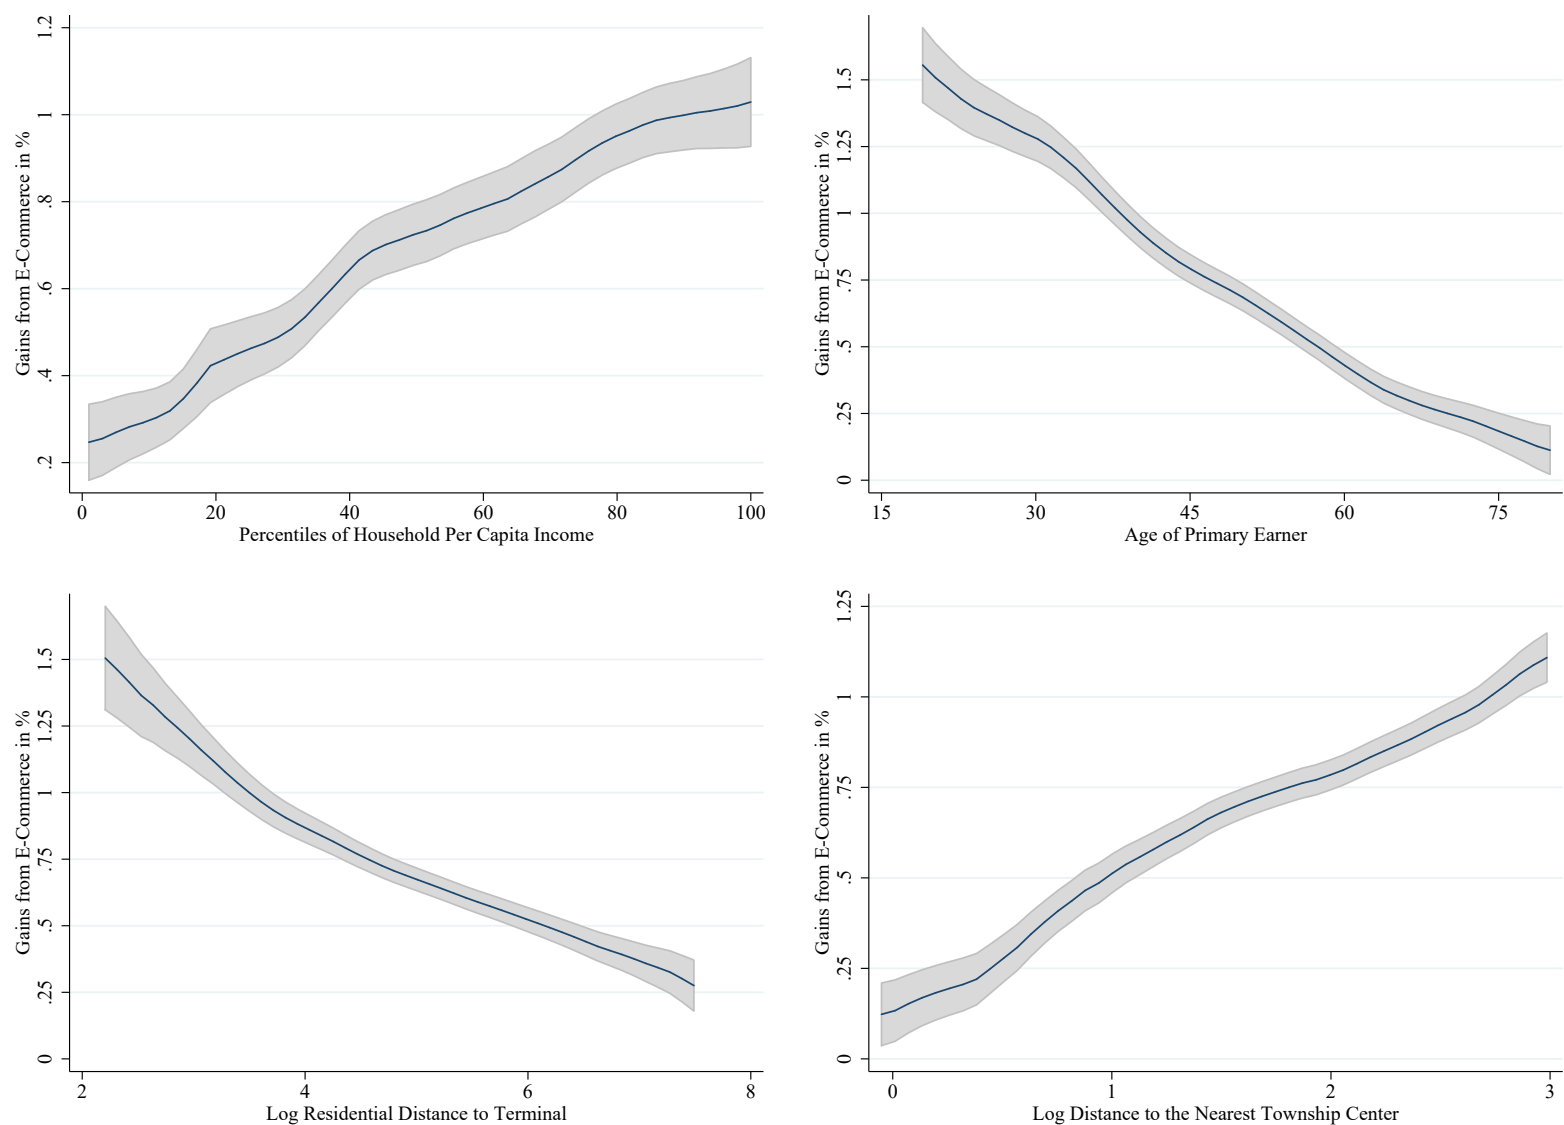 Gains from E-Commerce in %
1.2
1
.8
.6
.4
.2
0 20 40 60 80 100
Percentiles of Household Per Capita Income
Gains from E-Commerce in %
1.5
1.25
1
.75
.5
.25
0
15 30 45 60 75
Age of Primary Earner
Gains from E-Commerce in %
1.5
1.25
1
.75
.5
.25
0
2 4 6 8
Log Residential Distance to Terminal
Gains from E-Commerce in %
1.25
1
.75
.5
.25
0
0 1 2 3
Log Distance to the Nearest Township Center